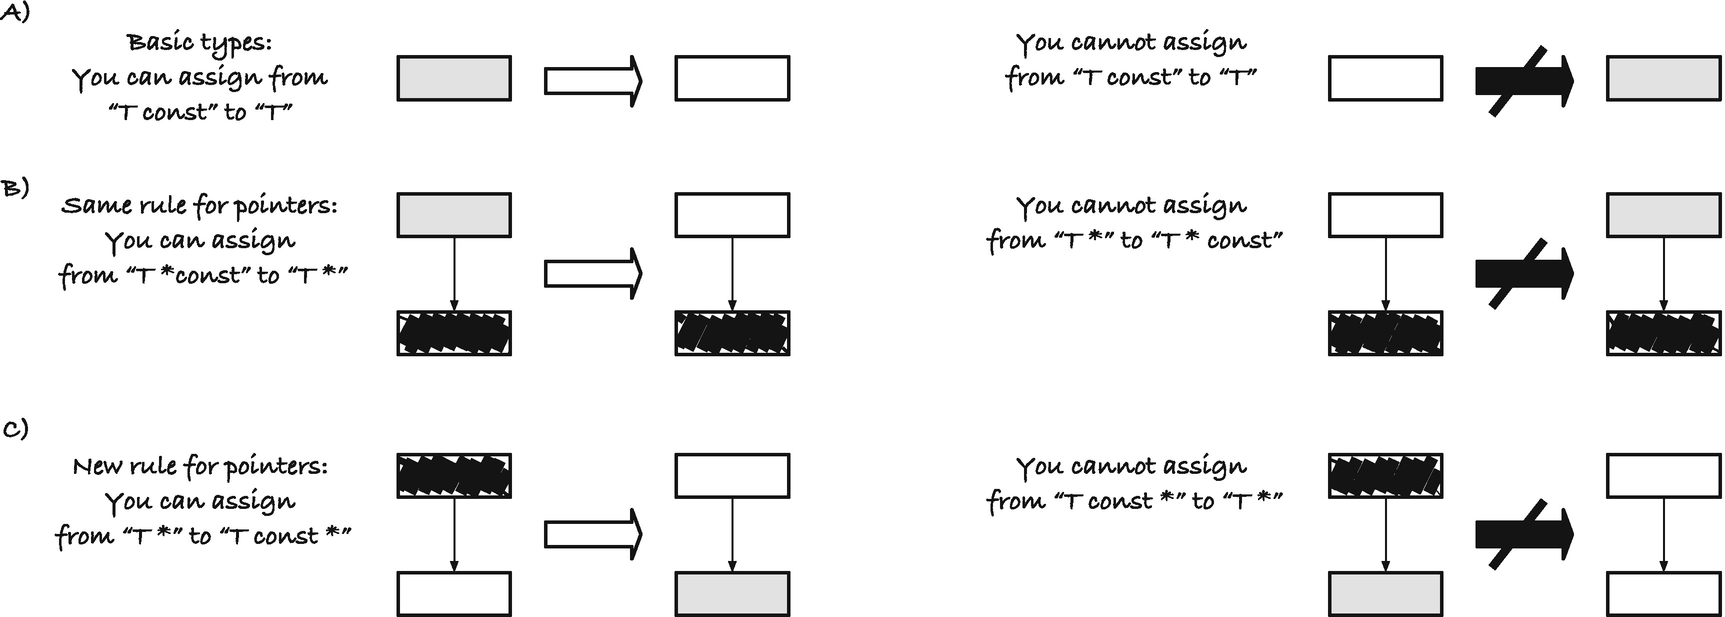 A)
Basic types:
You can assign from
“T const” to “T”
You cannot assign
from “T const” to “T”
B)
Same rule for pointers:
You can assign
from “T *const” to “T *”
You cannot assign
from “T *” to “T * const”
C)
New rule for pointers:
You can assign
from “T *” to “T const *”
You cannot assign
from “T const *” to “T *”